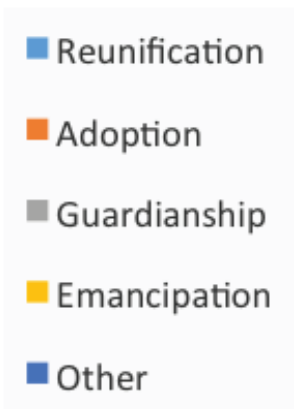 Reunification
Adoption
Guardianship
Emancipation
Other